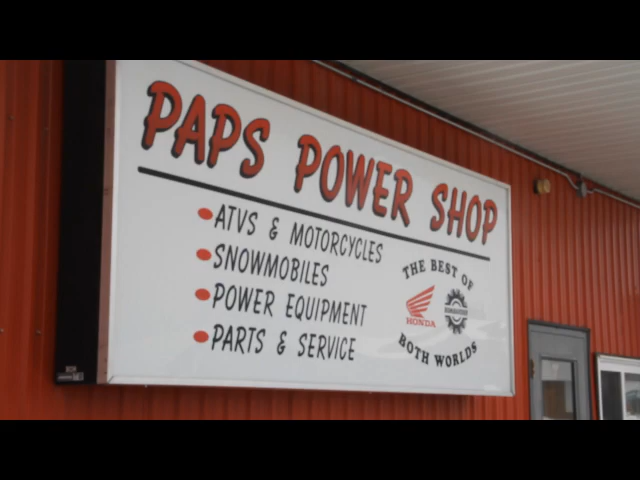 PAPS POWER SHOP
ATVS & MOTORCYCLES
SNOWMOBILES
POWER EQUIPMENT
PARTS & SERVICE
THE BEST OF
HONDA
BOTH WORLDS